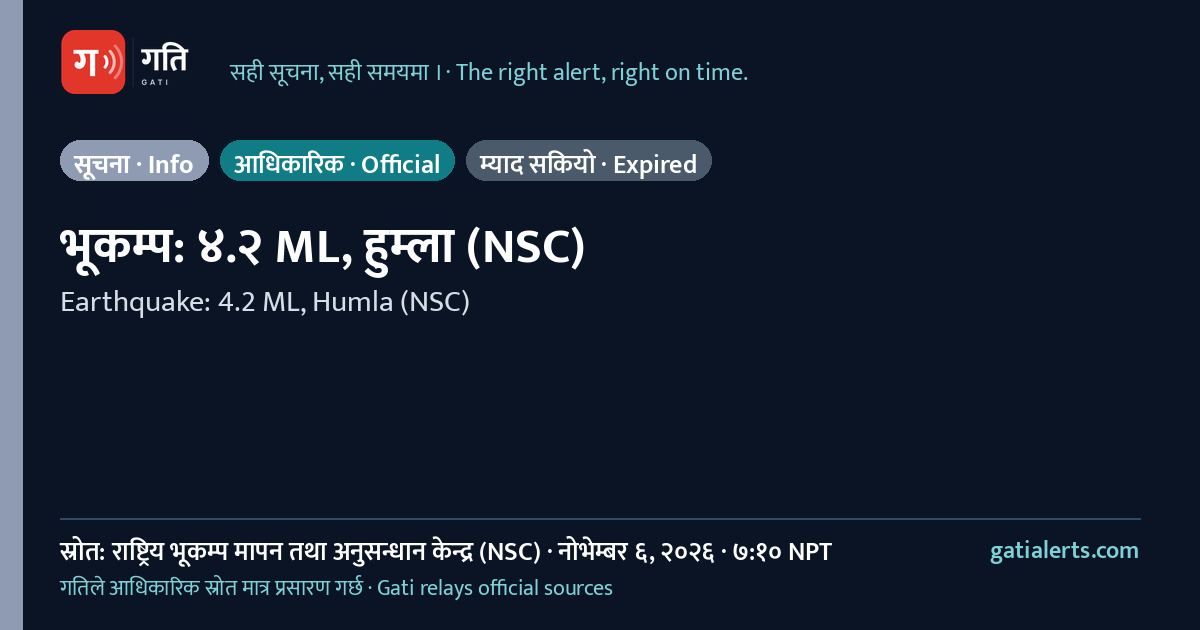 ग
गति
GATI
सही सूचना, सही समयमा । · The right alert, right on time.
सूचना · Info
आधिकारिक · Official
म्याद सकियो · Expired
भूकम्प: ४.२ ML, हुम्ला (NSC)
Earthquake: 4.2 ML, Humla (NSC)
स्रोत: राष्ट्रिय भूकम्प मापन तथा अनुसन्धान केन्द्र (NSC) · नोभेम्बर ६, २०२६ · ७:१० NPT
gatialerts.com
गतिले आधिकारिक स्रोत मात्र प्रसारण गर्छ · Gati relays official sources